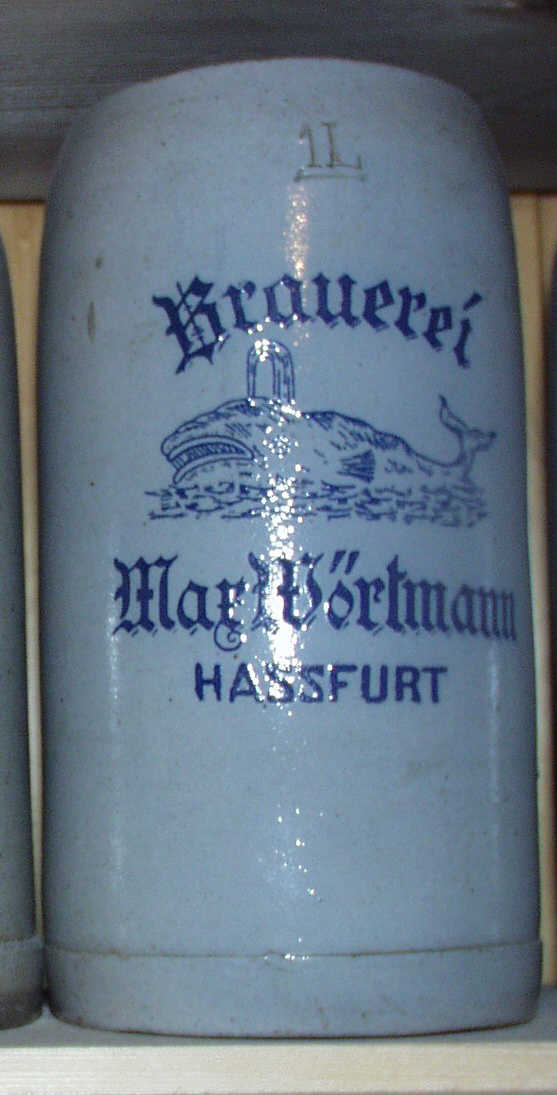 1L
Brauerei
Max Wörtmann
HASSFURT